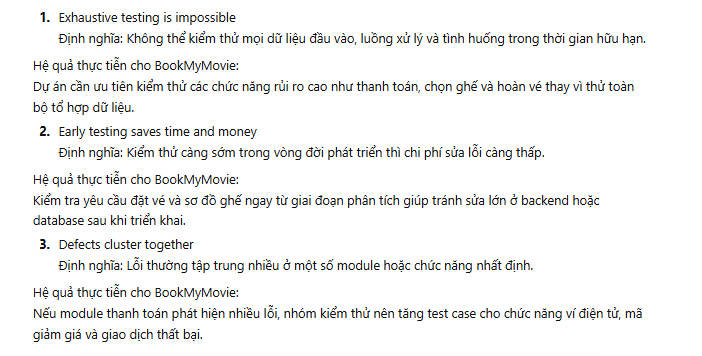 1. Exhaustive testing is impossible
Định nghĩa: Không thể kiểm thử mọi dữ liệu đầu vào, luồng xử lý và tình huống trong thời gian hữu hạn.
Hệ quả thực tiễn cho BookMyMovie:
Dự án cần ưu tiên kiểm thử các chức năng rủi ro cao như thanh toán, chọn ghế và hoàn vé thay vì thử toàn
bộ tổ hợp dữ liệu.
2. Early testing saves time and money
Định nghĩa: Kiểm thử càng sớm trong vòng đời phát triển thì chi phí sửa lỗi càng thấp.
Hệ quả thực tiễn cho BookMyMovie:
Kiểm tra yêu cầu đặt vé và sơ đồ ghế ngay từ giai đoạn phân tích giúp tránh sửa lớn ở backend hoặc
database sau khi triển khai.
3. Defects cluster together
Định nghĩa: Lỗi thường tập trung nhiều ở một số module hoặc chức năng nhất định.
Hệ quả thực tiễn cho BookMyMovie:
Nếu module thanh toán phát hiện nhiều lỗi, nhóm kiểm thử nên tăng test case cho chức năng ví điện tử, mã
giảm giá và giao dịch thất bại.